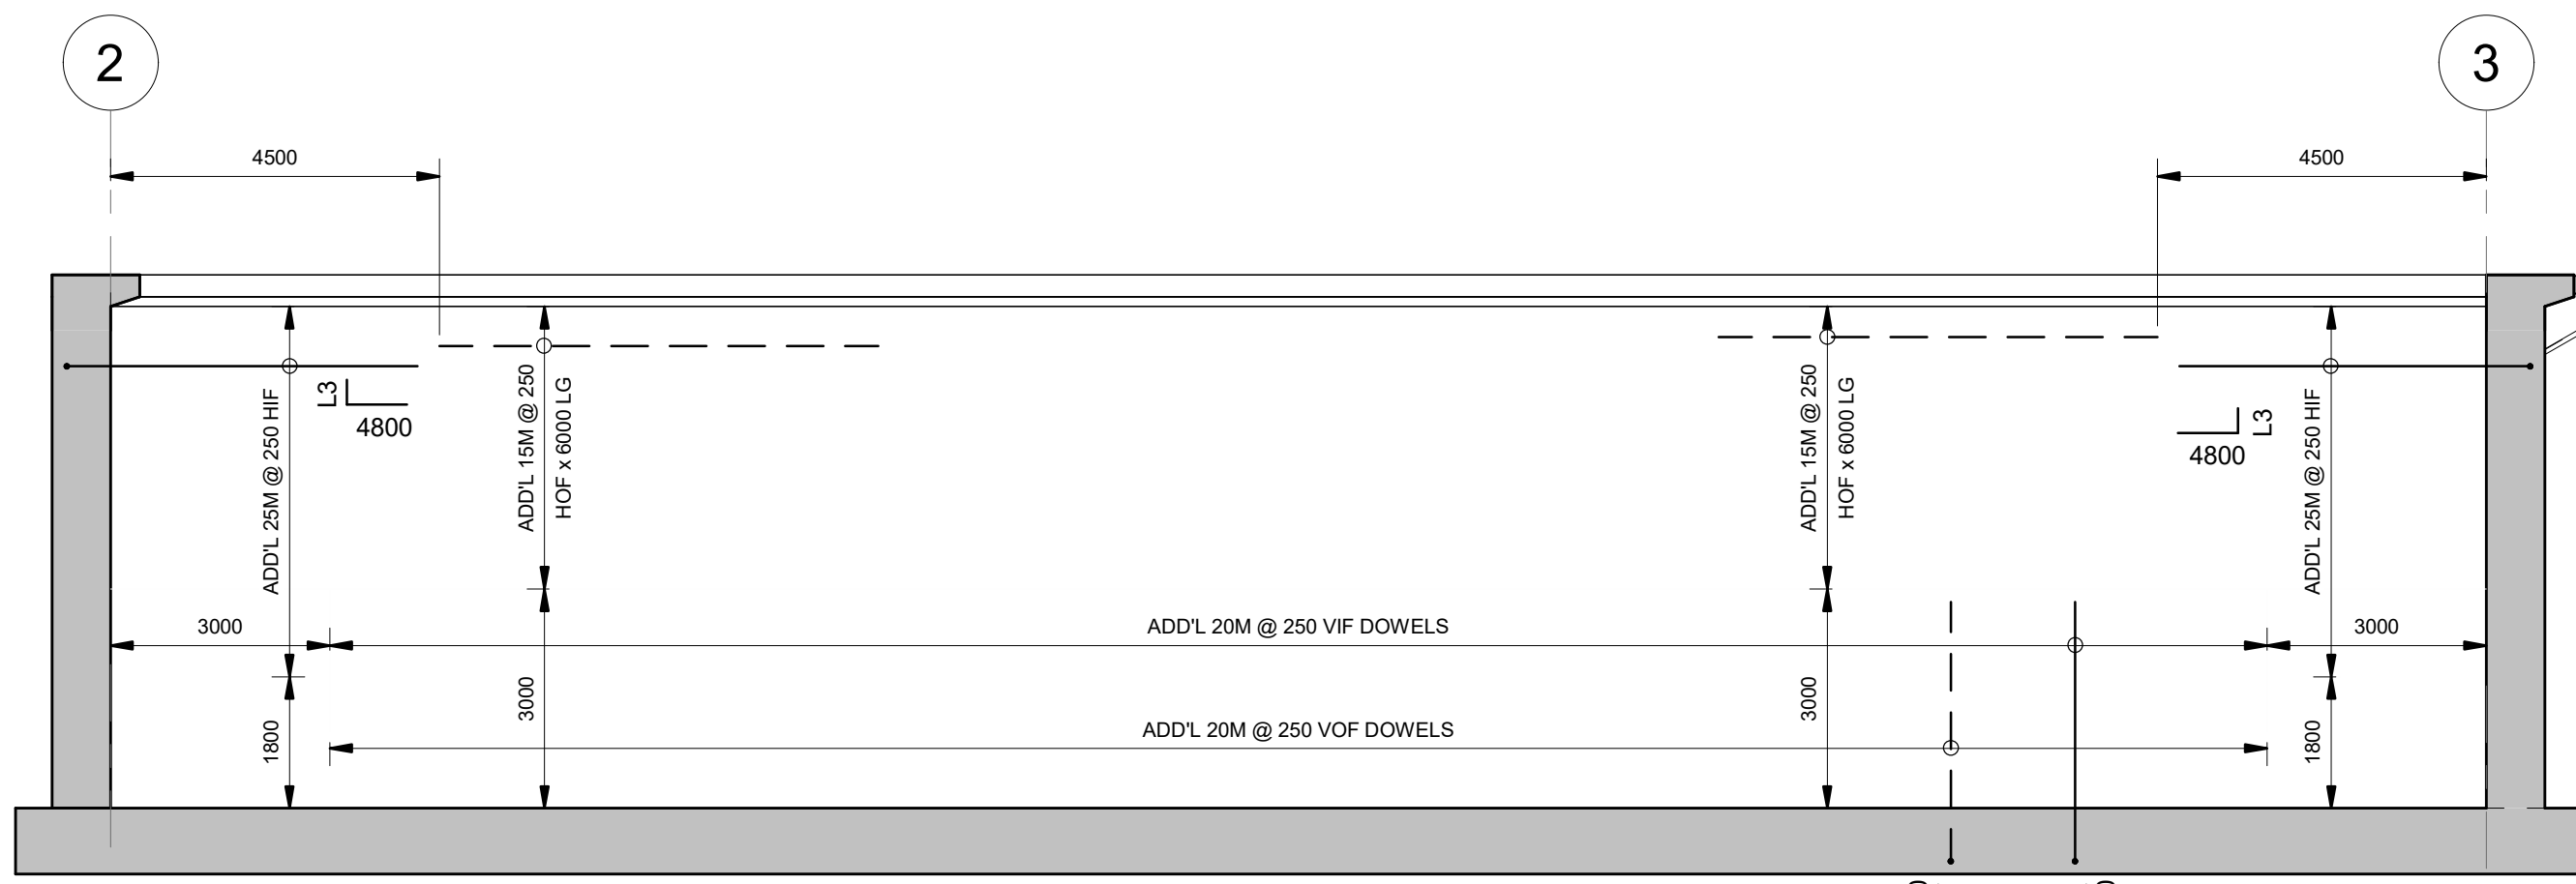 2
3
4500
4500
ADD'L 25M @ 250 HIF
L3
4800
ADD'L 15M @ 250
HOF x 6000 LG
ADD'L 15M @ 250
HOF x 6000 LG
L3
4800
ADD'L 25M @ 250 HIF
3000
ADD'L 20M @ 250 VIF DOWELS
3000
1800
3000
ADD'L 20M @ 250 VOF DOWELS
3000
1800